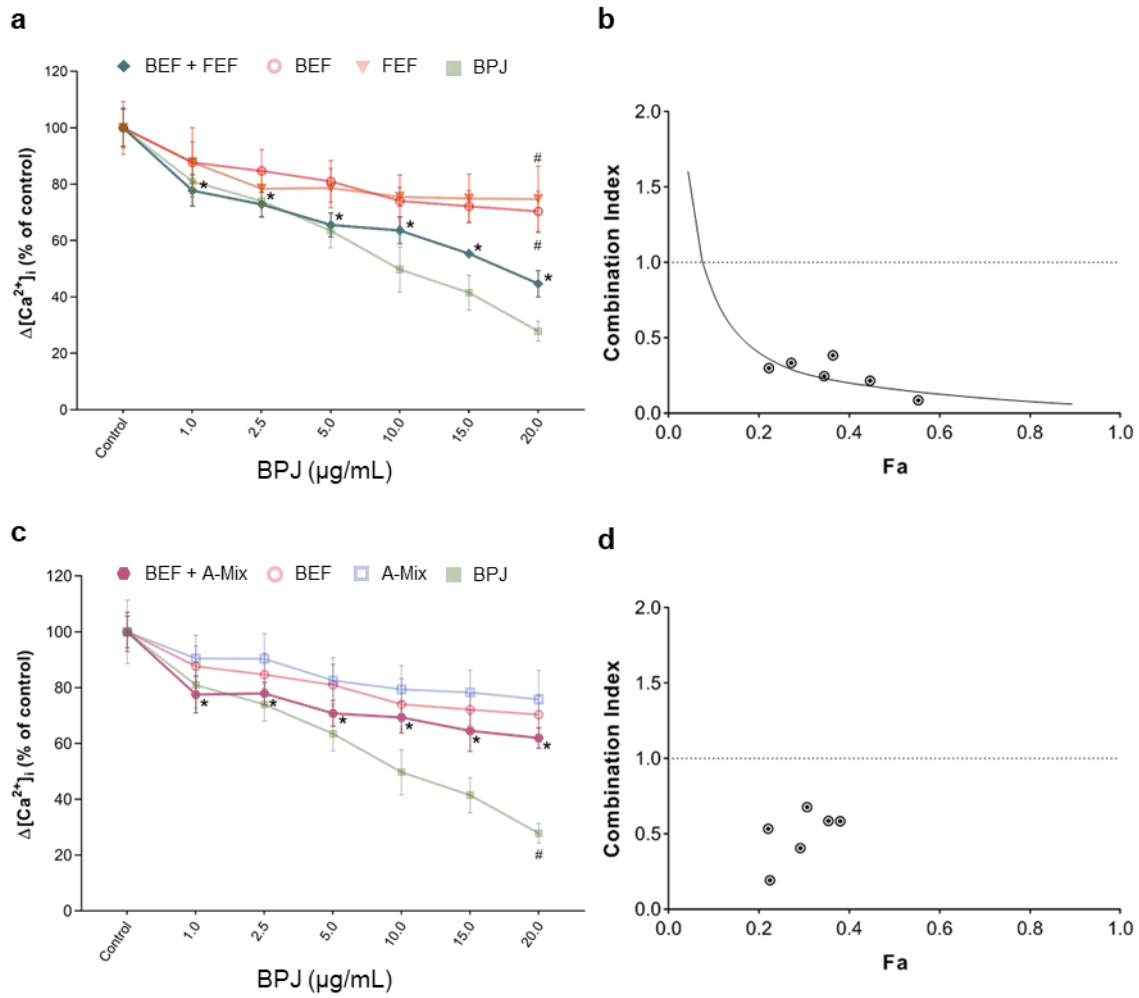 a
BEF + FEF BEF FEF BPJ
Δ[Ca²⁺]ᵢ (% of control)
120
100
80
60
40
20
0
* * * * * *
#
#
Control 1.0 2.5 5.0 10.0 15.0 20.0
BPJ (µg/mL)
b
Combination Index
2.0
1.5
1.0
0.5
0.0
0.0 0.2 0.4 0.6 0.8 1.0
Fa
c
BEF + A-Mix BEF A-Mix BPJ
Δ[Ca²⁺]ᵢ (% of control)
120
100
80
60
40
20
0
* * * * * *
#
Control 1.0 2.5 5.0 10.0 15.0 20.0
BPJ (µg/mL)
d
Combination Index
2.0
1.5
1.0
0.5
0.0
0.0 0.2 0.4 0.6 0.8 1.0
Fa